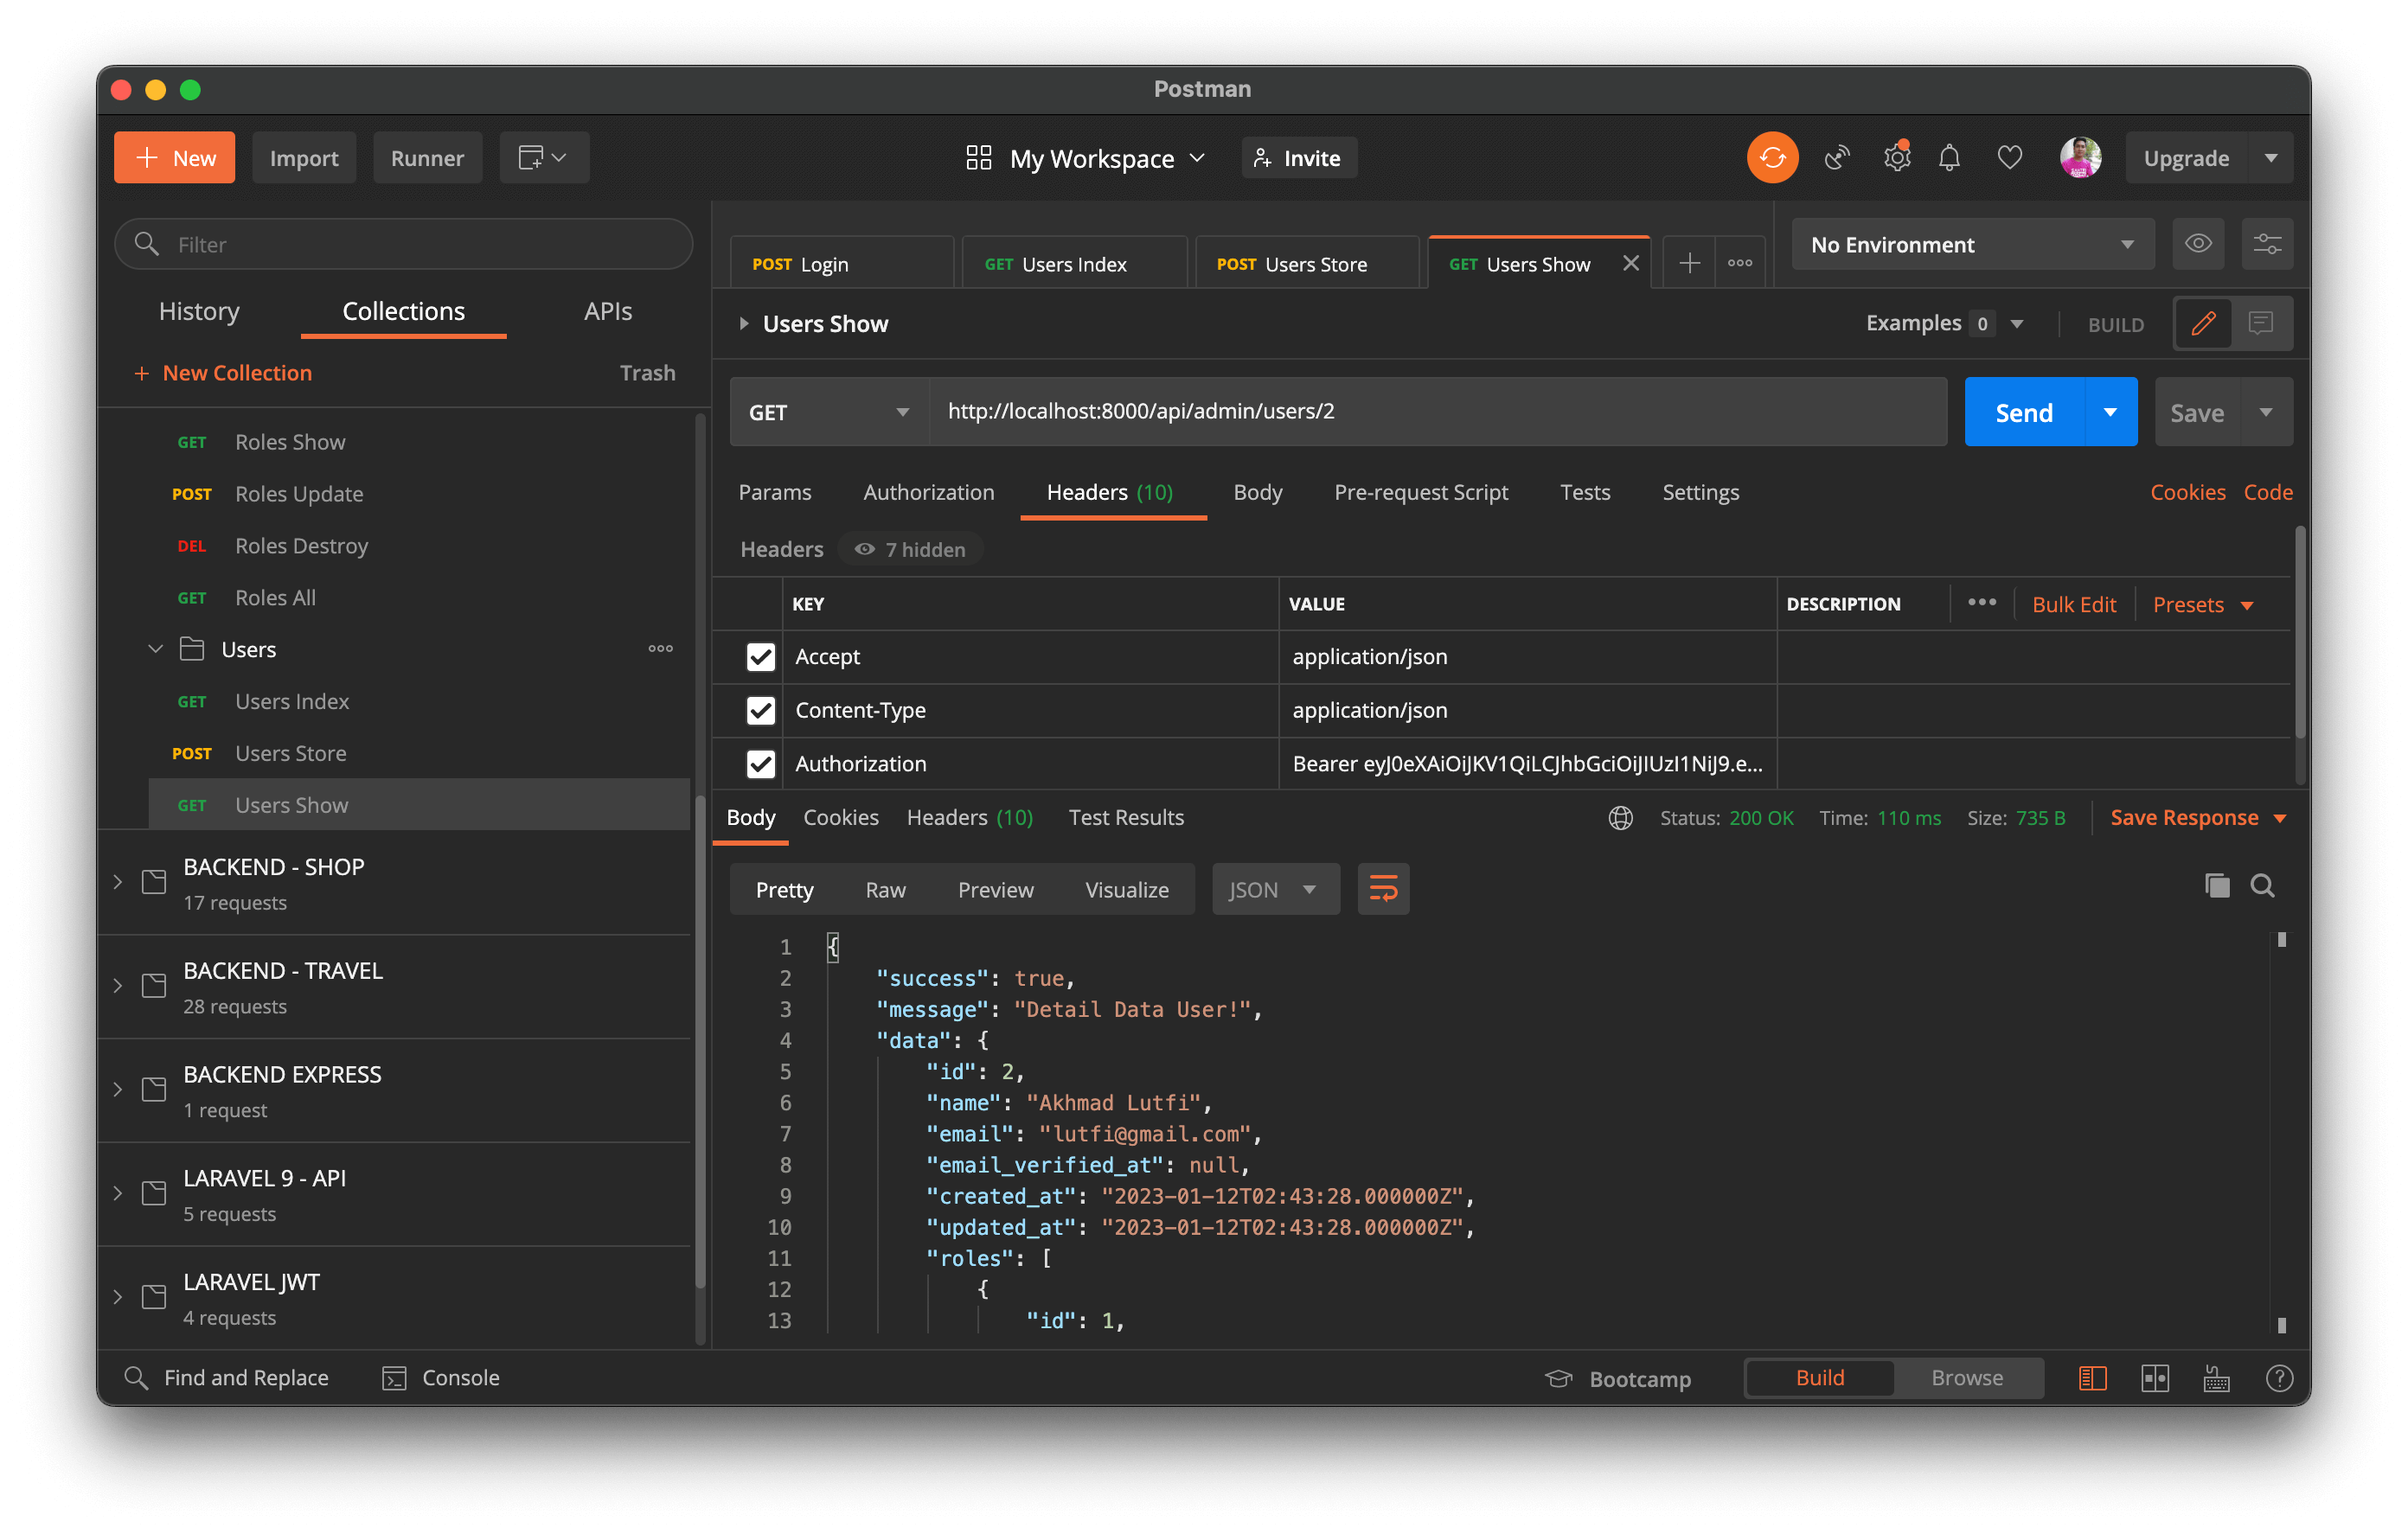 Postman
New
Import
Runner
My Workspace
Invite
Upgrade
Filter
History
Collections
APIs
+ New Collection
Trash
GET Roles Show
POST Roles Update
DEL Roles Destroy
GET Roles All
Users
GET Users Index
POST Users Store
GET Users Show
BACKEND - SHOP
17 requests
BACKEND - TRAVEL
28 requests
BACKEND EXPRESS
1 request
LARAVEL 9 - API
5 requests
LARAVEL JWT
4 requests
POST Login
GET Users Index
POST Users Store
GET Users Show
No Environment
Users Show
Examples 0
BUILD
GET
http://localhost:8000/api/admin/users/2
Send
Save
Params
Authorization
Headers (10)
Body
Pre-request Script
Tests
Settings
Cookies
Code
Headers
7 hidden
KEY
VALUE
DESCRIPTION
Bulk Edit
Presets
Accept
application/json
Content-Type
application/json
Authorization
Bearer eyJ0eXAiOiJKV1QiLCJhbGciOiJIUzI1NiJ9.e...
Body
Cookies
Headers (10)
Test Results
Status: 200 OK
Time: 110 ms
Size: 735 B
Save Response
Pretty
Raw
Preview
Visualize
JSON
1 {
2 "success": true,
3 "message": "Detail Data User!",
4 "data": {
5 "id": 2,
6 "name": "Akhmad Lutfi",
7 "email": "lutfi@gmail.com",
8 "email_verified_at": null,
9 "created_at": "2023-01-12T02:43:28.000000Z",
10 "updated_at": "2023-01-12T02:43:28.000000Z",
11 "roles": [
12 {
13 "id": 1,
Find and Replace
Console
Bootcamp
Build
Browse